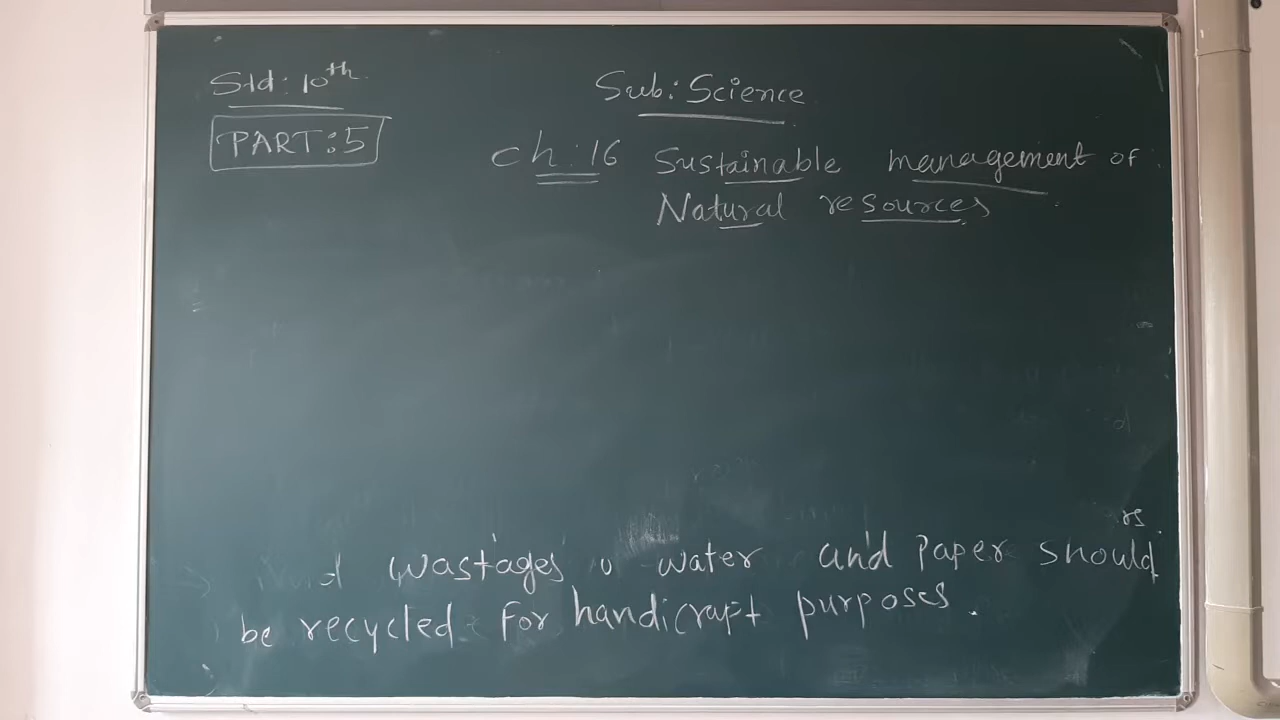 Std: 10th
Sub: Science
PART: 5
Ch: 16 Sustainable management of
Natural resources
rs
wastages water and paper should
be recycled for handicraft purposes.